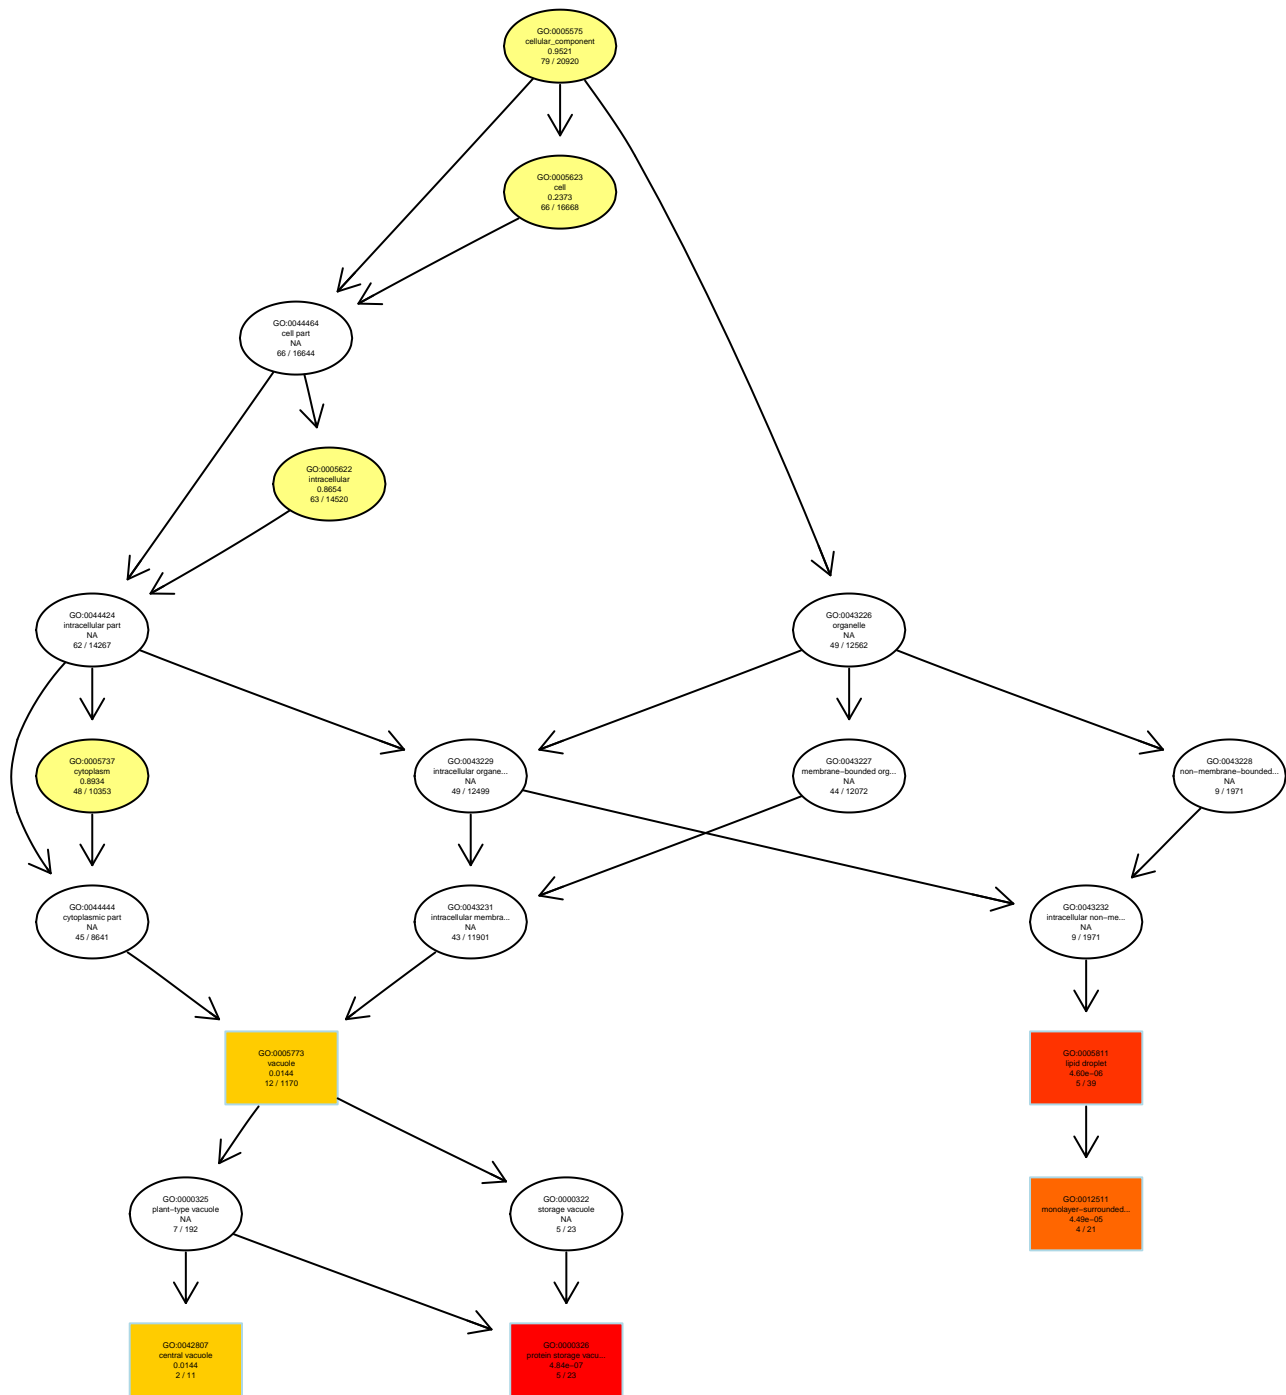 GO:0005575
cellular_component
0.9521
79 / 20920
GO:0005623
cell
0.2373
66 / 16668
GO:0044464
cell part
NA
66 / 16644
GO:0005622
intracellular
0.8654
63 / 14520
GO:0044424
intracellular part
NA
62 / 14267
GO:0043226
organelle
NA
49 / 12562
GO:0005737
cytoplasm
0.8934
48 / 10353
GO:0043229
intracellular organe...
NA
49 / 12499
GO:0043227
membrane−bounded org...
NA
44 / 12072
GO:0043228
non−membrane−bounded...
NA
9 / 1971
GO:0044444
cytoplasmic part
NA
45 / 8641
GO:0043231
intracellular membra...
NA
43 / 11901
GO:0043232
intracellular non−me...
NA
9 / 1971
GO:0005773
vacuole
0.0144
12 / 1170
GO:0005811
lipid droplet
4.60e−06
5 / 39
GO:0000325
plant−type vacuole
NA
7 / 192
GO:0000322
storage vacuole
NA
5 / 23
GO:0012511
monolayer−surrounded...
4.49e−05
4 / 21
GO:0042807
central vacuole
0.0144
2 / 11
GO:0000326
protein storage vacu...
4.84e−07
5 / 23